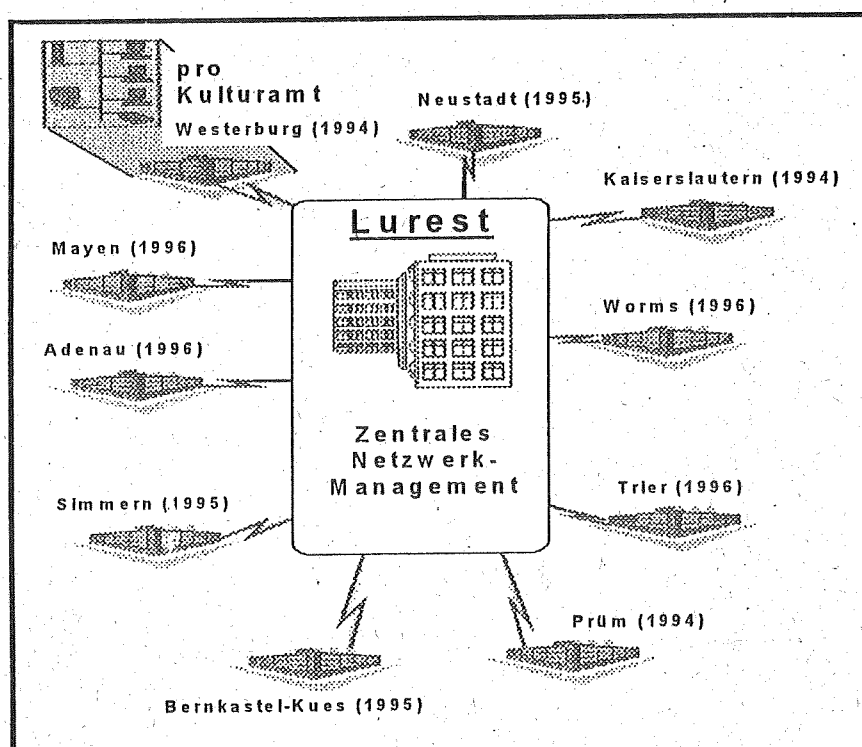 pro
Kulturamt
Westerburg (1994)
Neustadt (1995)
Kaiserslautern (1994)
Lurest
Mayen (1996)
Worms (1996)
Adenau (1996)
Zentrales
Netzwerk-
Management
Simmern (1995)
Trier (1996)
Prüm (1994)
Bernkastel-Kues (1995)